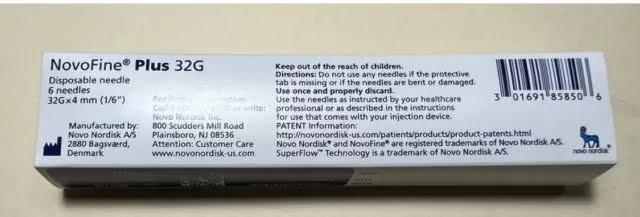 NovoFine® Plus 32G
Disposable needle
6 needles
32G×4 mm (1/6")
Manufactured by:
Novo Nordisk A/S
2880 Bagsværd,
Denmark
or write:
Novo Nordisk Inc.
800 Scudders Mill Road
Plainsboro, NJ 08536
Attention: Customer Care
www.novonordisk-us.com
Keep out of the reach of children.
Directions: Do not use any needles if the protective
tab is missing or if the needles are bent or damaged.
Use once and properly discard.
Use the needles as instructed by your healthcare
professional or as described in the instructions
for use that comes with your injection device.
PATENT Information:
http://novonordisk-us.com/patients/products/product-patents.html
Novo Nordisk® and NovoFine® are registered trademarks of Novo Nordisk A/S.
SuperFlow™ Technology is a trademark of Novo Nordisk A/S.
3 01691 85850 6
novo nordisk®